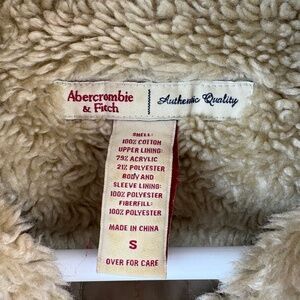 Abercrombie
& Fitch
Authentic Quality
SHELL:
100% COTTON
UPPER LINING:
79% ACRYLIC
21% POLYESTER
BODY AND
SLEEVE LINING:
100% POLYESTER
FIBERFILL:
100% POLYESTER
MADE IN CHINA
S
OVER FOR CARE